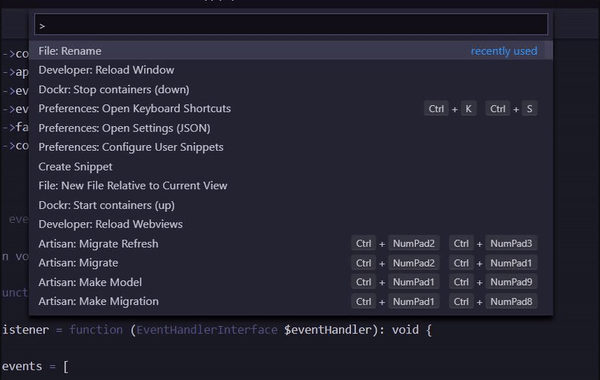 >
->co
File: Rename recently used
->ap
Developer: Reload Window
->ev
Dockr: Stop containers (down)
->ev
Preferences: Open Keyboard Shortcuts Ctrl + K Ctrl + S
->fa
Preferences: Open Settings (JSON)
->co
Preferences: Configure User Snippets
Create Snippet
File: New File Relative to Current View
Dockr: Start containers (up)
Developer: Reload Webviews
Artisan: Migrate Refresh Ctrl + NumPad2 Ctrl + NumPad3
n vo
Artisan: Migrate Ctrl + NumPad2 Ctrl + NumPad1
Artisan: Make Model Ctrl + NumPad1 Ctrl + NumPad9
unct
Artisan: Make Migration Ctrl + NumPad1 Ctrl + NumPad8
istener = function (EventHandlerInterface $eventHandler): void {
events = [